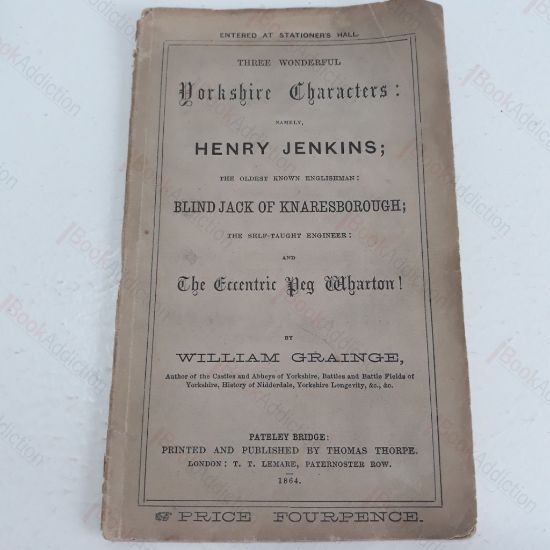 ENTERED AT STATIONER'S HALL.
THREE WONDERFUL
Yorkshire Characters:
NAMELY,
HENRY JENKINS;
THE OLDEST KNOWN ENGLISHMAN:
BLIND JACK OF KNARESBOROUGH;
THE SELF-TAUGHT ENGINEER:
AND
The Eccentric Peg Wharton!
BY
WILLIAM GRAINGE,
Author of the Castles and Abbeys of Yorkshire, Battles and Battle Fields of
Yorkshire, History of Nidderdale, Yorkshire Longevity, &c., &c.
PATELEY BRIDGE:
PRINTED AND PUBLISHED BY THOMAS THORPE.
LONDON: T. T. LEMARE, PATERNOSTER ROW.
1864.
PRICE FOURPENCE.
BookAddiction